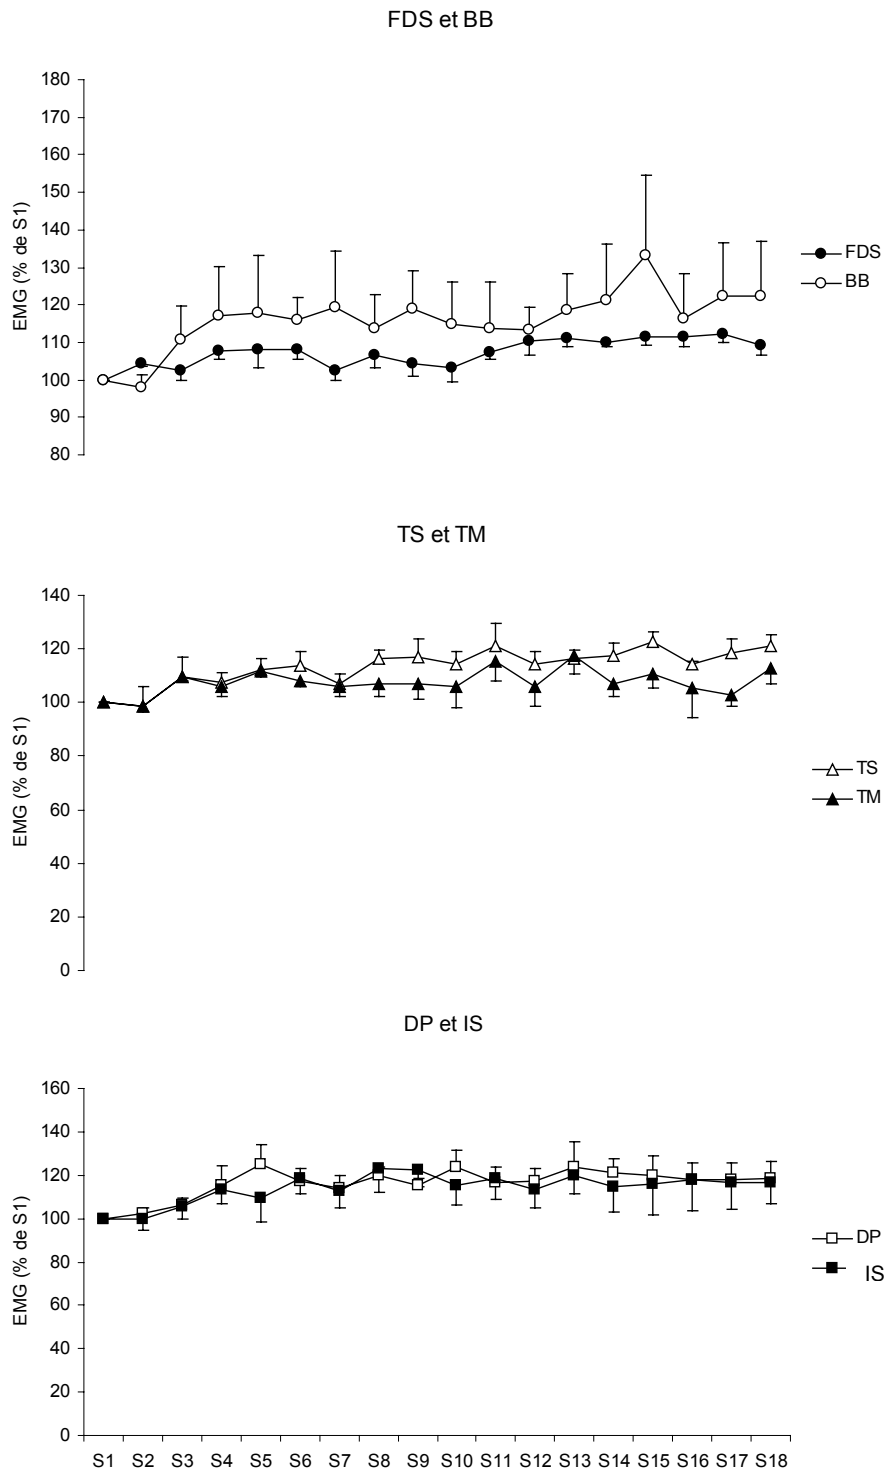 FDS et BB
180
170
160
150
140
130
120
110
100
90
80
EMG (% de S1)
FDS
BB
TS et TM
140
120
100
80
60
40
20
0
EMG (% de S1)
TS
TM
DP et IS
160
140
120
100
80
60
40
20
0
EMG (% de S1)
DP
IS
S1 S2 S3 S4 S5 S6 S7 S8 S9 S10 S11 S12 S13 S14 S15 S16 S17 S18